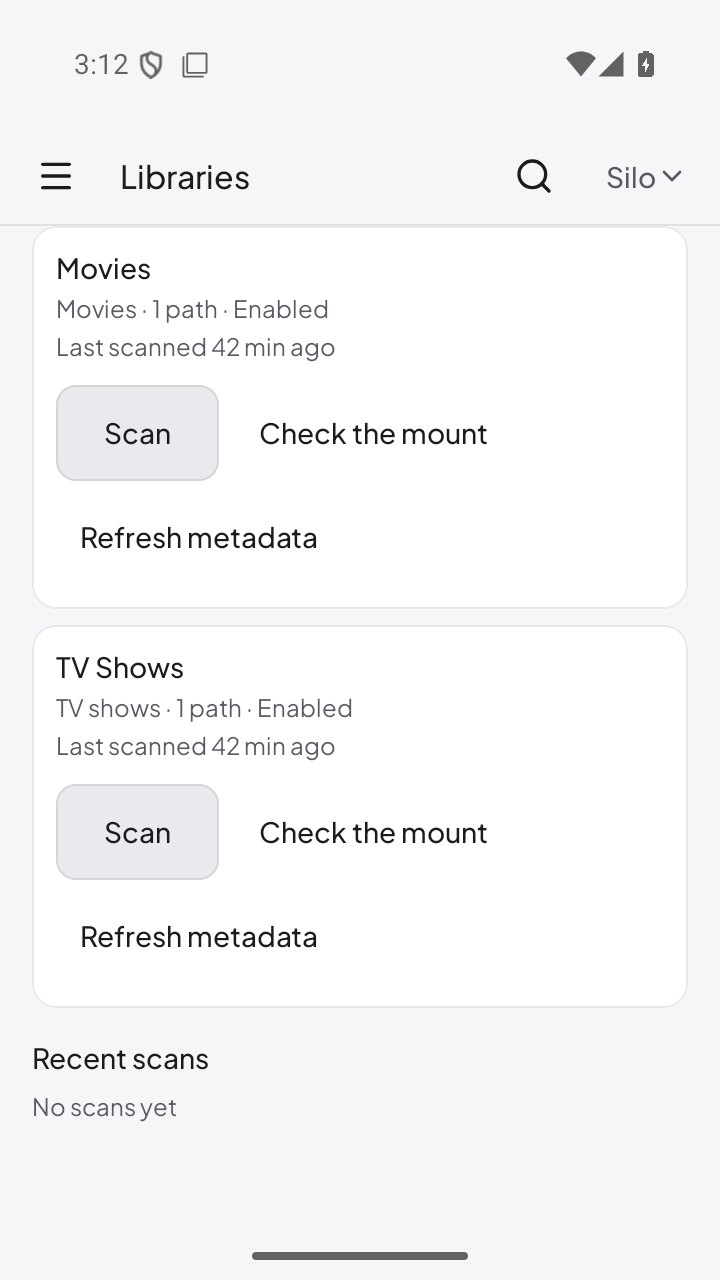 3:12
Libraries
Silo
Movies
Movies · 1 path · Enabled
Last scanned 42 min ago
Scan
Check the mount
Refresh metadata
TV Shows
TV shows · 1 path · Enabled
Last scanned 42 min ago
Scan
Check the mount
Refresh metadata
Recent scans
No scans yet